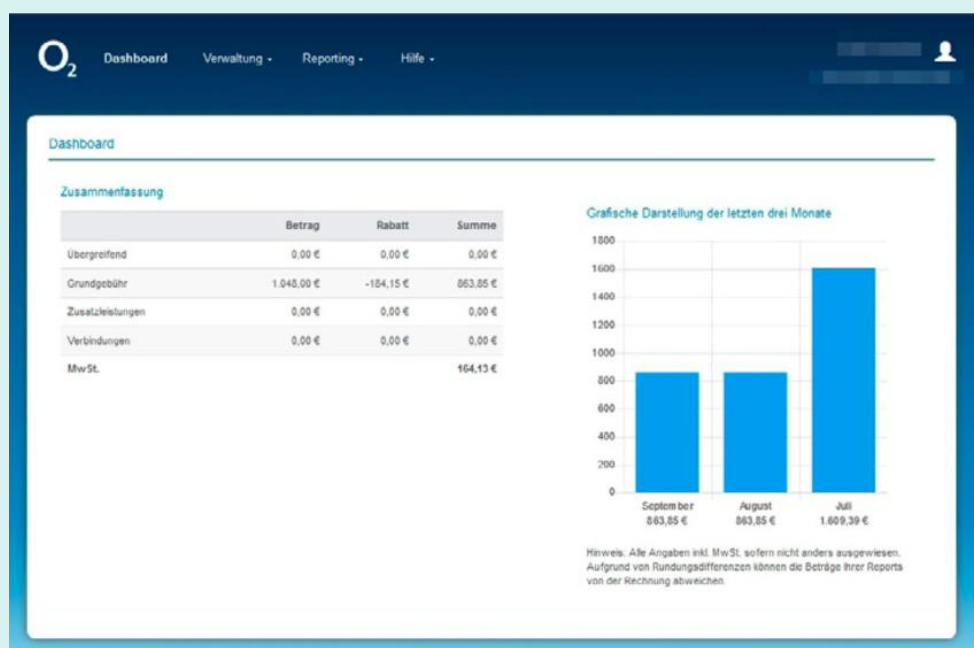 O2 Dashboard Verwaltung Reporting Hilfe
Dashboard
Zusammenfassung
Betrag Rabatt Summe
Übergreifend 0,00 € 0,00 € 0,00 €
Grundgebühr 1.048,00 € -184,15 € 863,85 €
Zusatzleistungen 0,00 € 0,00 € 0,00 €
Verbindungen 0,00 € 0,00 € 0,00 €
MwSt. 164,13 €
Grafische Darstellung der letzten drei Monate
1800
1600
1400
1200
1000
800
600
400
200
0
September August Juli
863,85 € 863,85 € 1.609,39 €
Hinweis: Alle Angaben inkl. MwSt. sofern nicht anders ausgewiesen.
Aufgrund von Rundungsdifferenzen können die Beträge Ihrer Reports
von der Rechnung abweichen.